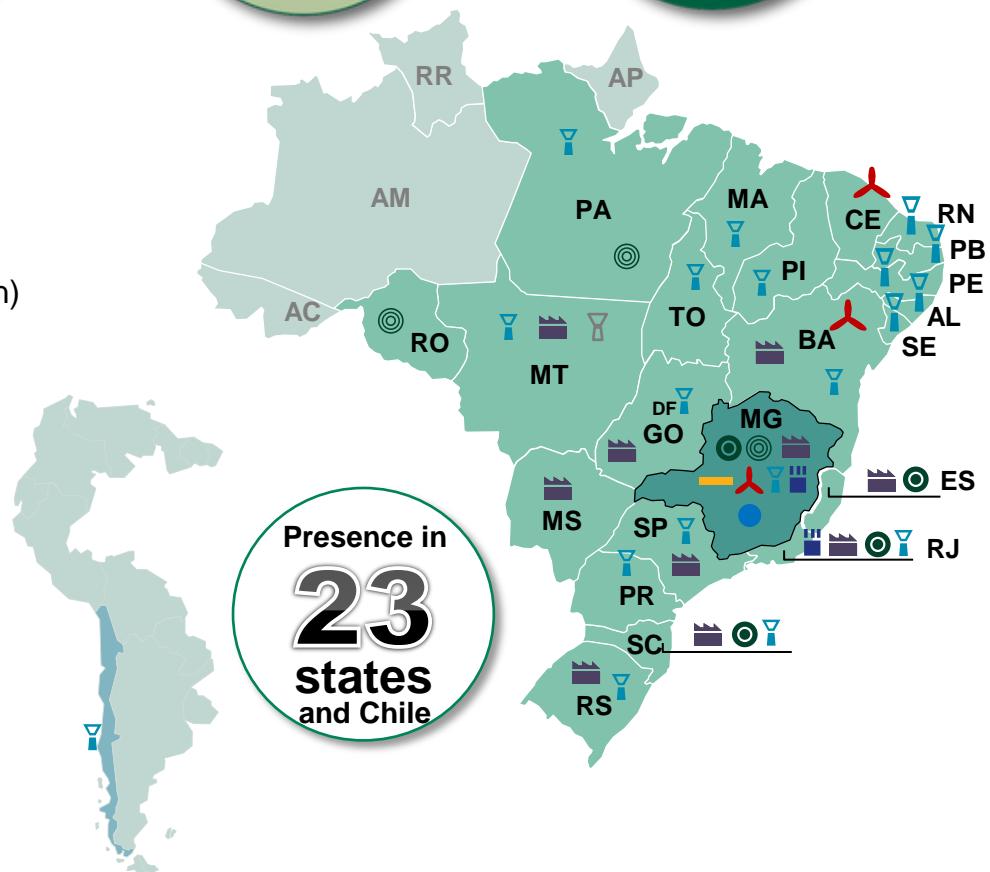 RR
AP
AM
PA
MA
CE
RN
PB
PI
PE
AC
TO
AL
RO
BA
SE
MT
DF
GO
MG
n)
ES
MS
SP
RJ
PR
SC
RS
Presence in
23
states
and Chile